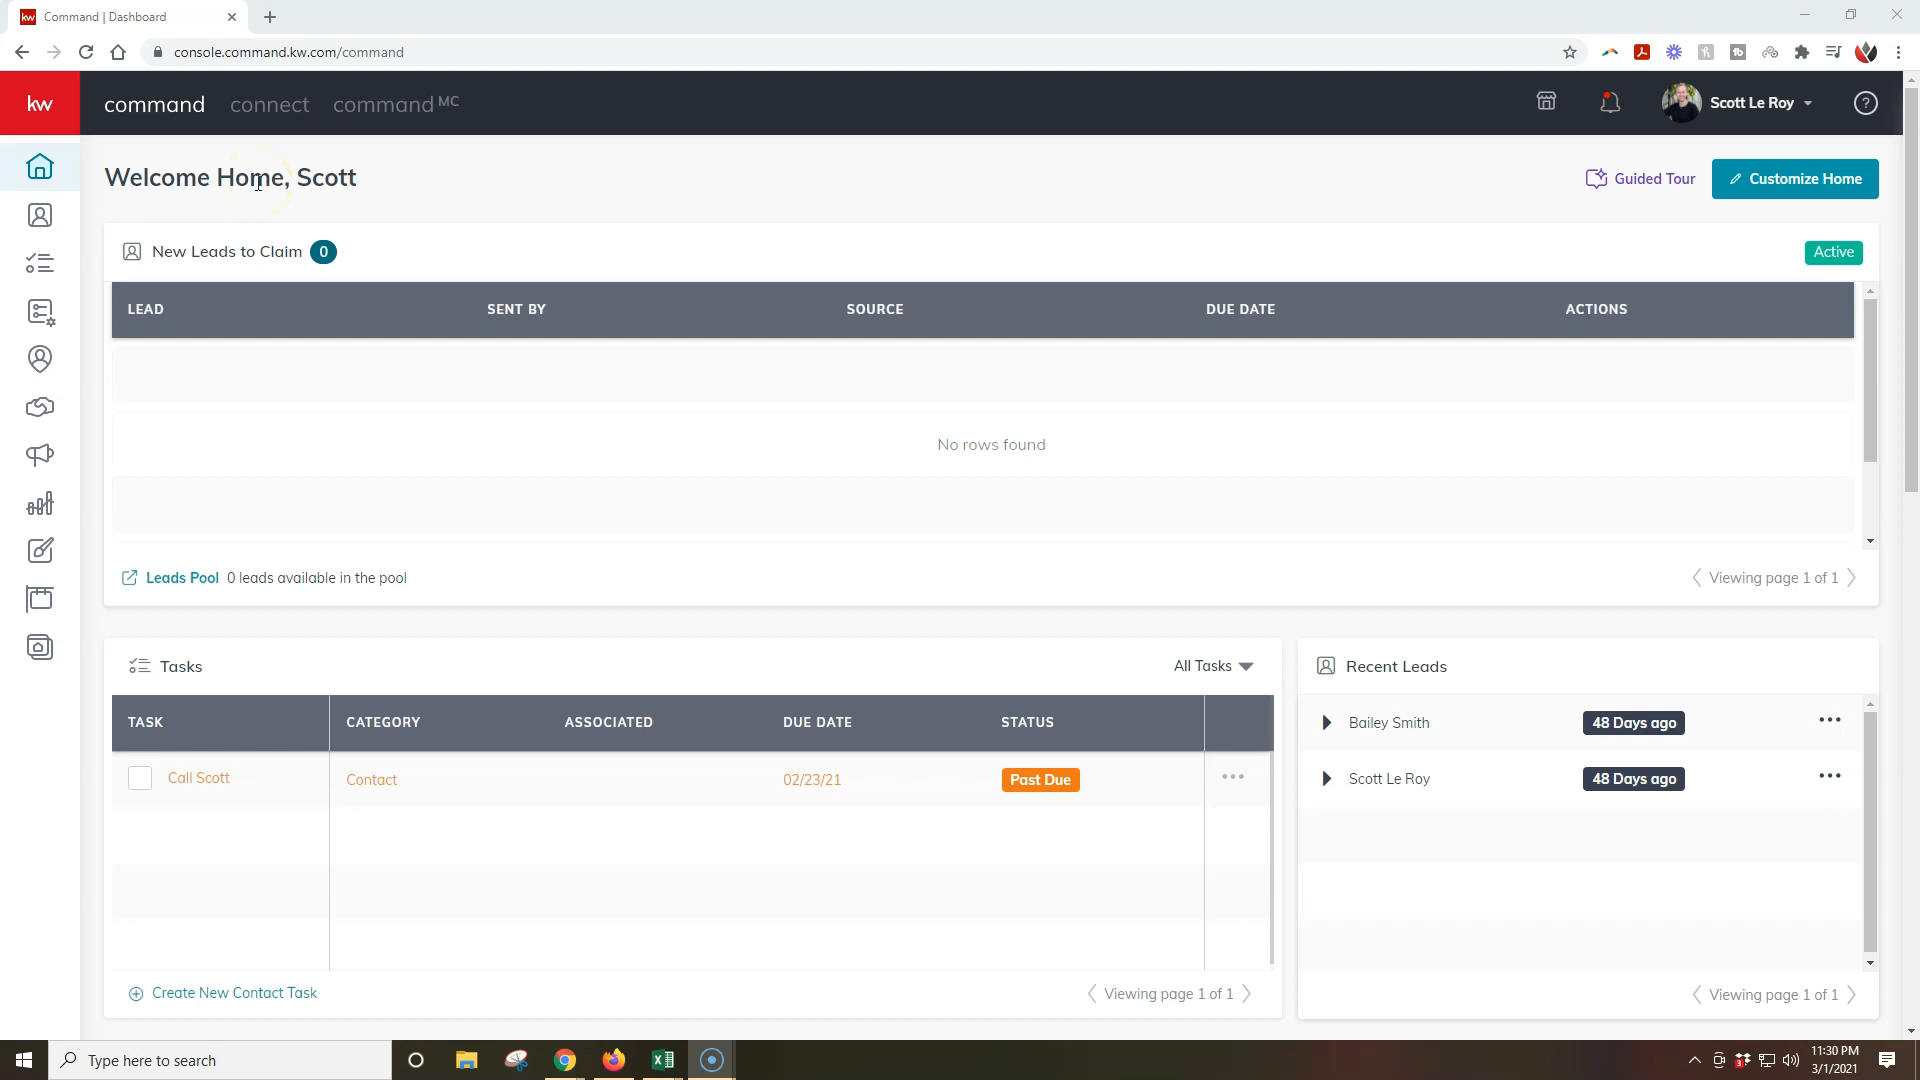 kw Command | Dashboard
console.command.kw.com/command
kw command connect command MC Scott Le Roy ?
Welcome Home, Scott
Guided Tour
Customize Home
New Leads to Claim 0
Active
LEAD SENT BY SOURCE DUE DATE ACTIONS
No rows found
Leads Pool 0 leads available in the pool
Viewing page 1 of 1
Tasks
All Tasks
TASK CATEGORY ASSOCIATED DUE DATE STATUS
Call Scott Contact 02/23/21 Past Due
Create New Contact Task
Viewing page 1 of 1
Recent Leads
Bailey Smith 48 Days ago
Scott Le Roy 48 Days ago
Viewing page 1 of 1
Type here to search
11:30 PM
3/1/2021